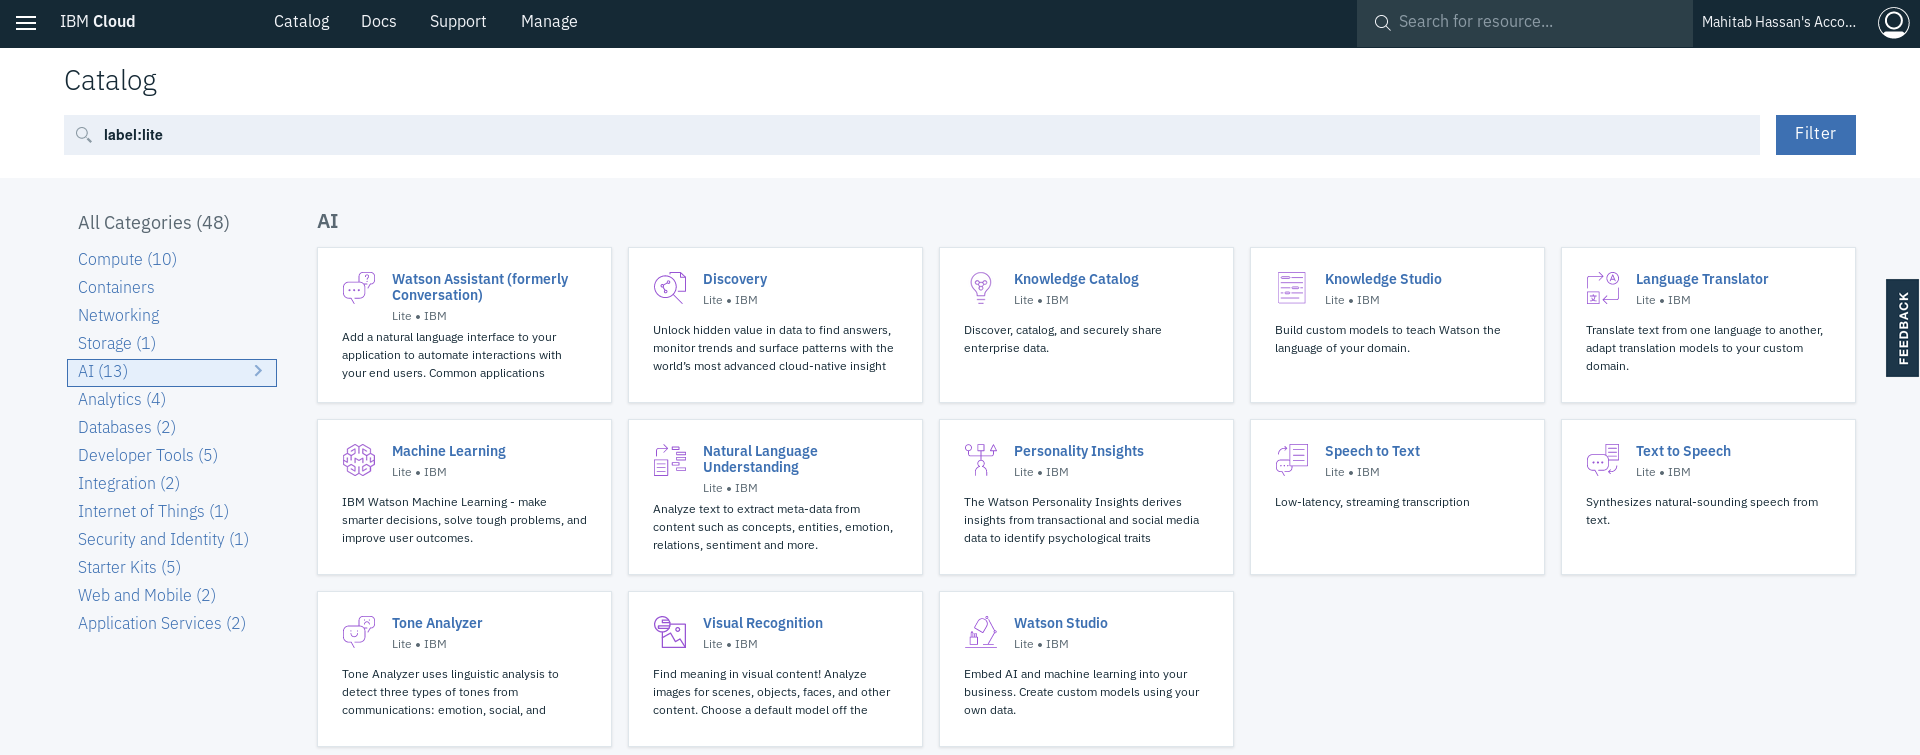 IBM Cloud
Catalog
Docs
Support
Manage
Search for resource...
Mahitab Hassan's Acco...
Catalog
label:lite
Filter
All Categories (48)
Compute (10)
Containers
Networking
Storage (1)
AI (13)
Analytics (4)
Databases (2)
Developer Tools (5)
Integration (2)
Internet of Things (1)
Security and Identity (1)
Starter Kits (5)
Web and Mobile (2)
Application Services (2)
AI
Watson Assistant (formerly
Conversation)
Lite • IBM
Add a natural language interface to your
application to automate interactions with
your end users. Common applications
Discovery
Lite • IBM
Unlock hidden value in data to find answers,
monitor trends and surface patterns with the
world's most advanced cloud-native insight
Knowledge Catalog
Lite • IBM
Discover, catalog, and securely share
enterprise data.
Knowledge Studio
Lite • IBM
Build custom models to teach Watson the
language of your domain.
Language Translator
Lite • IBM
Translate text from one language to another,
adapt translation models to your custom
domain.
Machine Learning
Lite • IBM
IBM Watson Machine Learning - make
smarter decisions, solve tough problems, and
improve user outcomes.
Natural Language
Understanding
Lite • IBM
Analyze text to extract meta-data from
content such as concepts, entities, emotion,
relations, sentiment and more.
Personality Insights
Lite • IBM
The Watson Personality Insights derives
insights from transactional and social media
data to identify psychological traits
Speech to Text
Lite • IBM
Low-latency, streaming transcription
Text to Speech
Lite • IBM
Synthesizes natural-sounding speech from
text.
Tone Analyzer
Lite • IBM
Tone Analyzer uses linguistic analysis to
detect three types of tones from
communications: emotion, social, and
Visual Recognition
Lite • IBM
Find meaning in visual content! Analyze
images for scenes, objects, faces, and other
content. Choose a default model off the
Watson Studio
Lite • IBM
Embed AI and machine learning into your
business. Create custom models using your
own data.
FEEDBACK